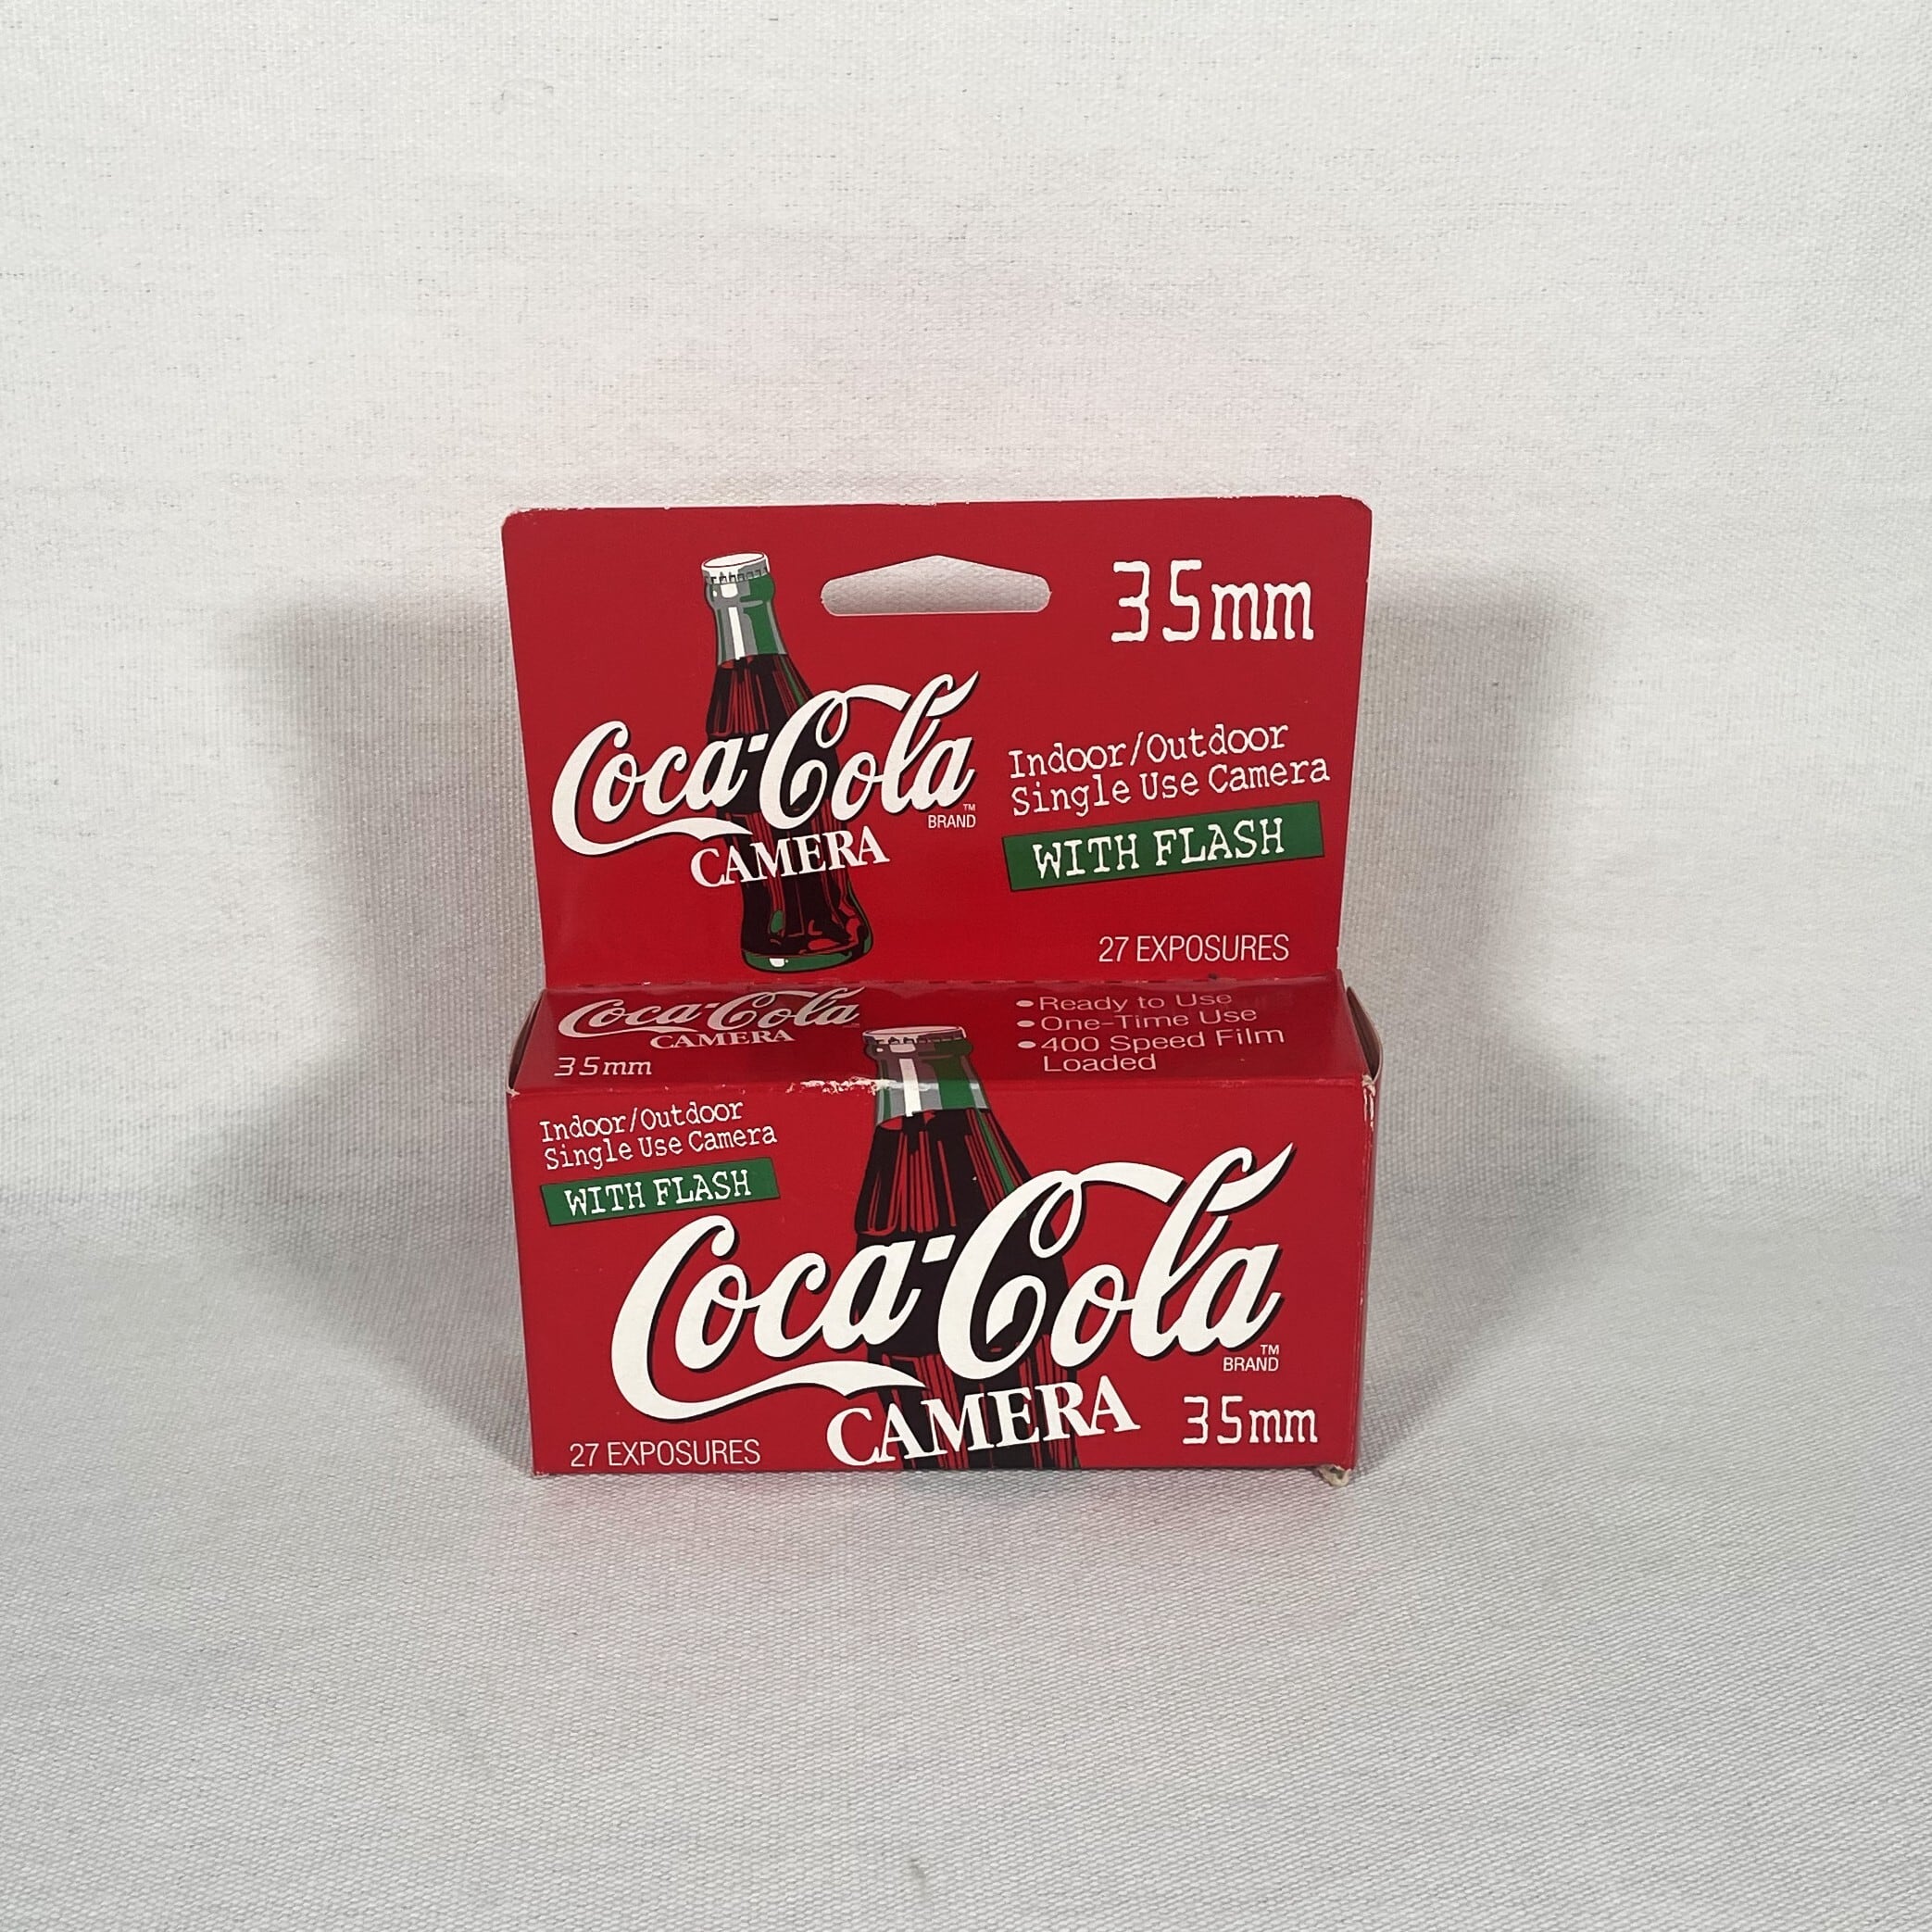 35mm
Coca-Cola
TM
BRAND
CAMERA
Indoor/Outdoor
Single Use Camera
WITH FLASH
27 EXPOSURES
Coca-Cola
CAMERA
35mm
•Ready to Use
•One-Time Use
•400 Speed Film
Loaded
Indoor/Outdoor
Single Use Camera
WITH FLASH
Coca-Cola
TM
BRAND
CAMERA
35mm
27 EXPOSURES